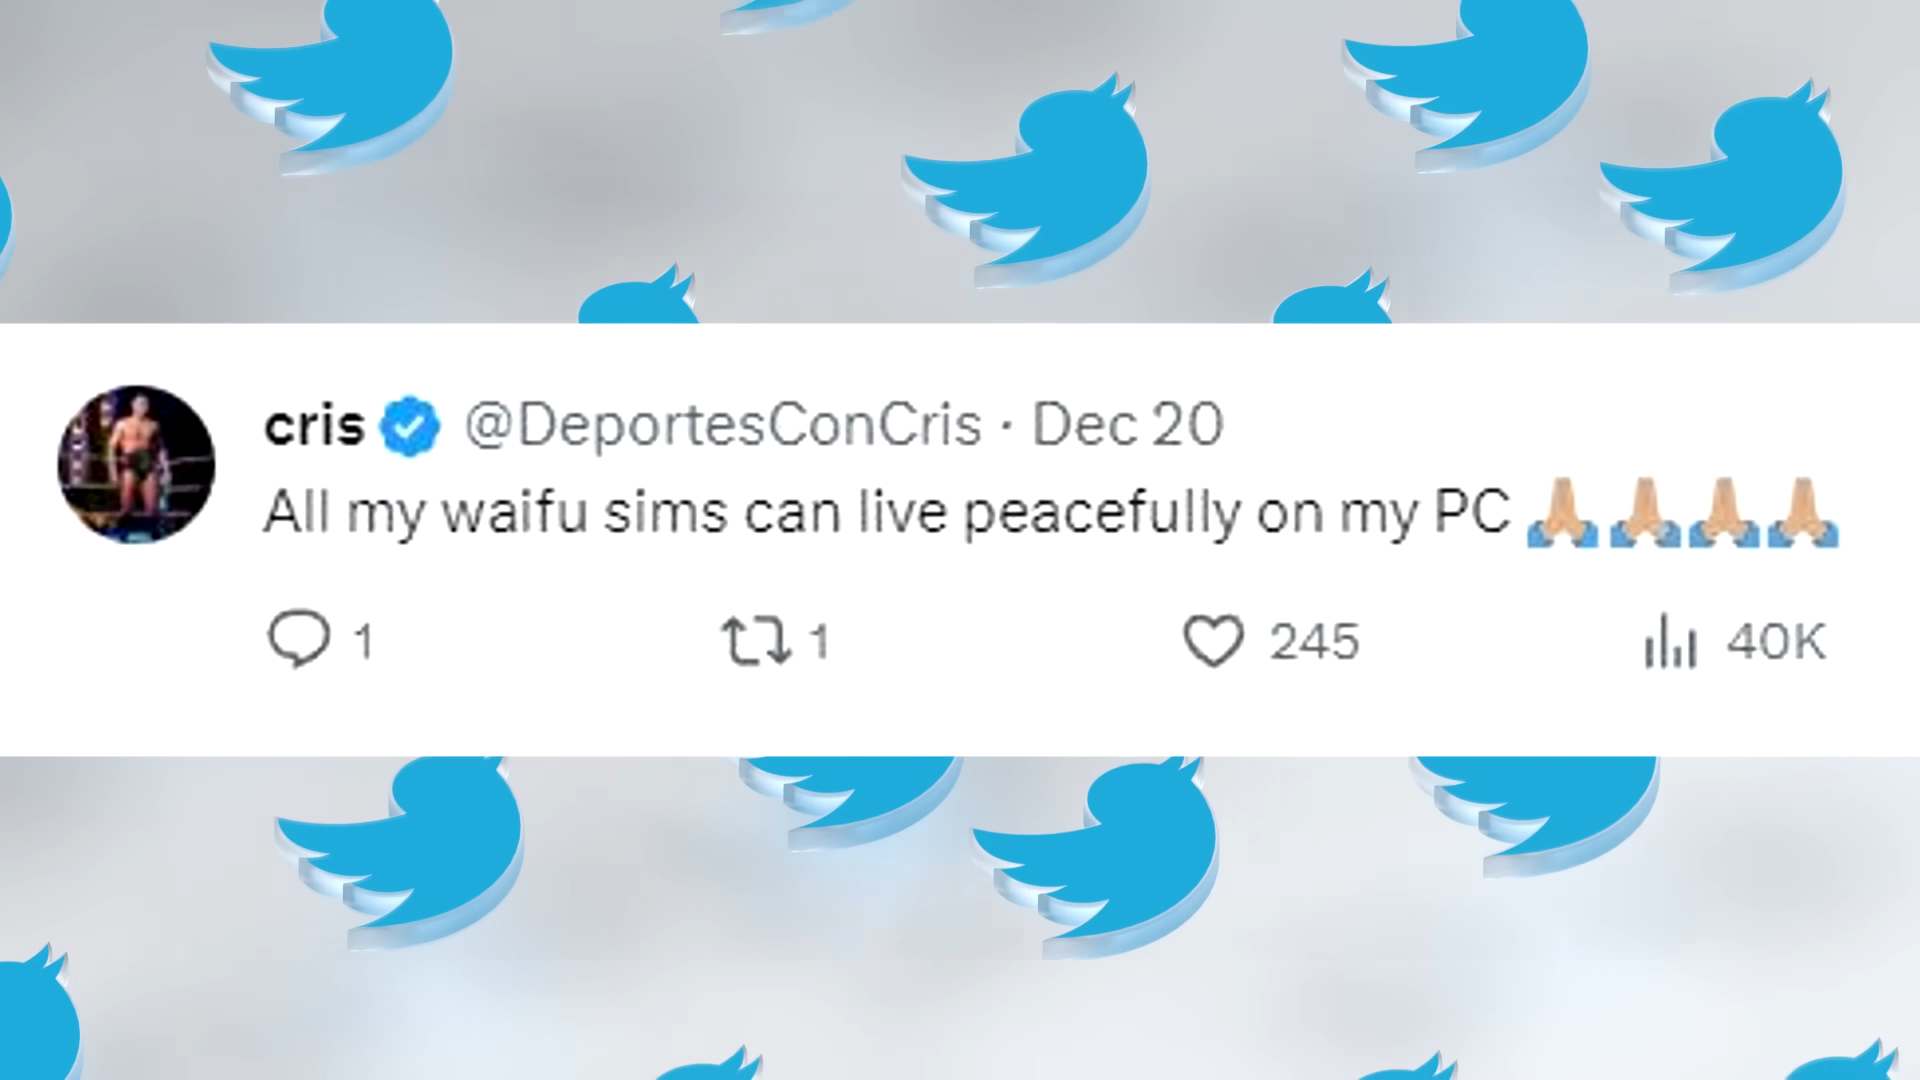 cris @DeportesConCris · Dec 20
All my waifu sims can live peacefully on my PC 🙏🏼🙏🏼🙏🏼🙏🏼
1 1 245 40K